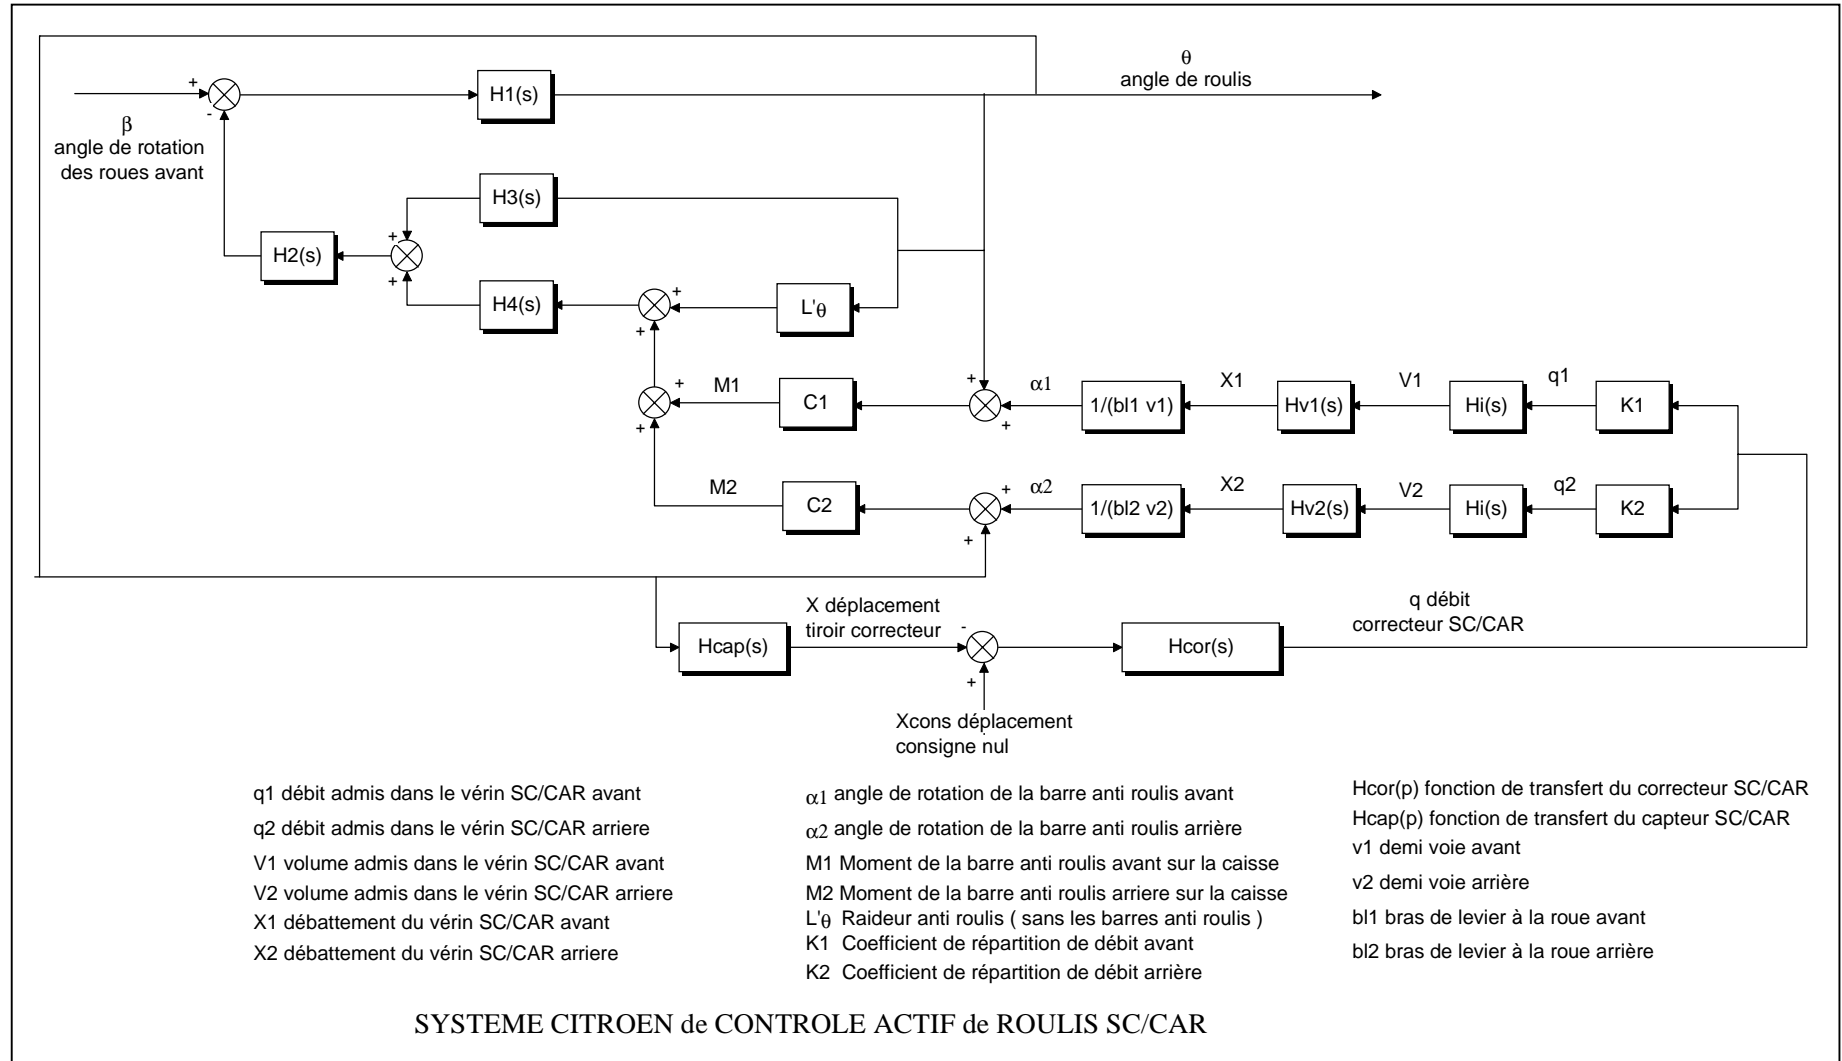 θ
angle de roulis
+
H1(s)
-
β
angle de rotation
des roues avant
H3(s)
+
H2(s)
+
H4(s)
+
L'θ
+
+
M1
C1
+
α1
1/(bl1 v1)
X1
Hv1(s)
V1
Hi(s)
q1
K1
+
+
M2
C2
+
α2
1/(bl2 v2)
X2
Hv2(s)
V2
Hi(s)
q2
K2
+
X déplacement
tiroir correcteur
-
q débit
correcteur SC/CAR
Hcap(s)
Hcor(s)
+
Xcons déplacement
consigne nul
q1 débit admis dans le vérin SC/CAR avant
q2 débit admis dans le vérin SC/CAR arriere
V1 volume admis dans le vérin SC/CAR avant
V2 volume admis dans le vérin SC/CAR arriere
X1 débattement du vérin SC/CAR avant
X2 débattement du vérin SC/CAR arriere
α1 angle de rotation de la barre anti roulis avant
α2 angle de rotation de la barre anti roulis arrière
M1 Moment de la barre anti roulis avant sur la caisse
M2 Moment de la barre anti roulis arriere sur la caisse
L'θ Raideur anti roulis ( sans les barres anti roulis )
K1 Coefficient de répartition de débit avant
K2 Coefficient de répartition de débit arrière
Hcor(p) fonction de transfert du correcteur SC/CAR
Hcap(p) fonction de transfert du capteur SC/CAR
v1 demi voie avant
v2 demi voie arrière
bl1 bras de levier à la roue avant
bl2 bras de levier à la roue arrière
SYSTEME CITROEN de CONTROLE ACTIF de ROULIS SC/CAR